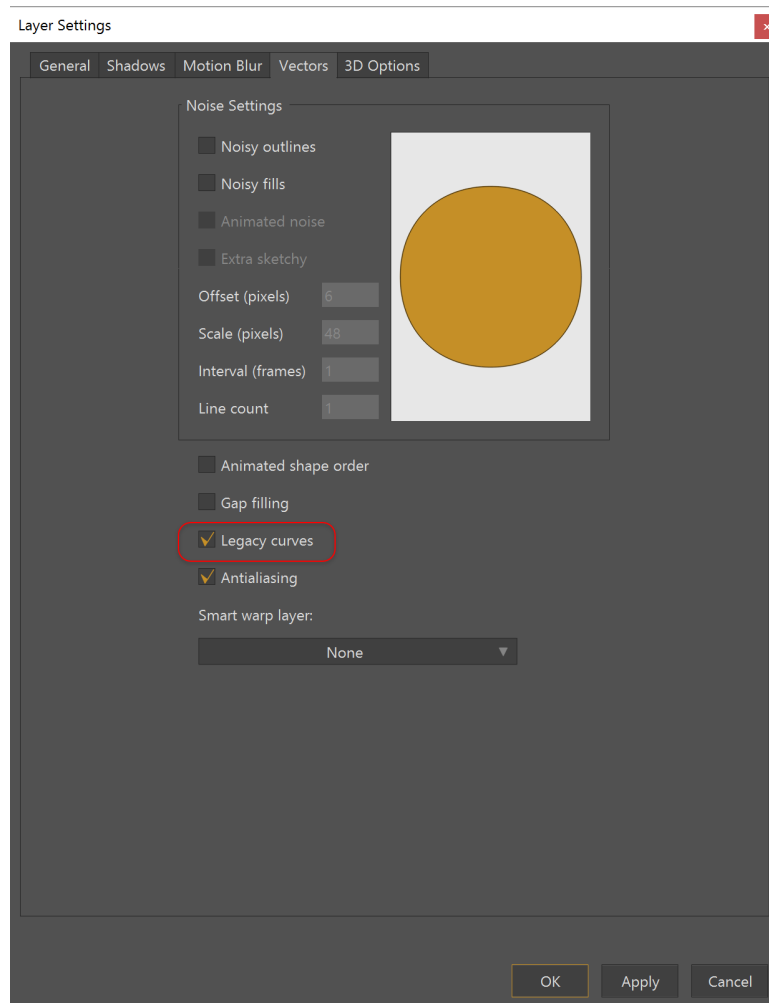 Layer Settings
General Shadows Motion Blur Vectors 3D Options
Noise Settings
Noisy outlines
Noisy fills
Animated noise
Extra sketchy
Offset (pixels) 6
Scale (pixels) 48
Interval (frames) 1
Line count 1
Animated shape order
Gap filling
Legacy curves
Antialiasing
Smart warp layer:
None
OK Apply Cancel